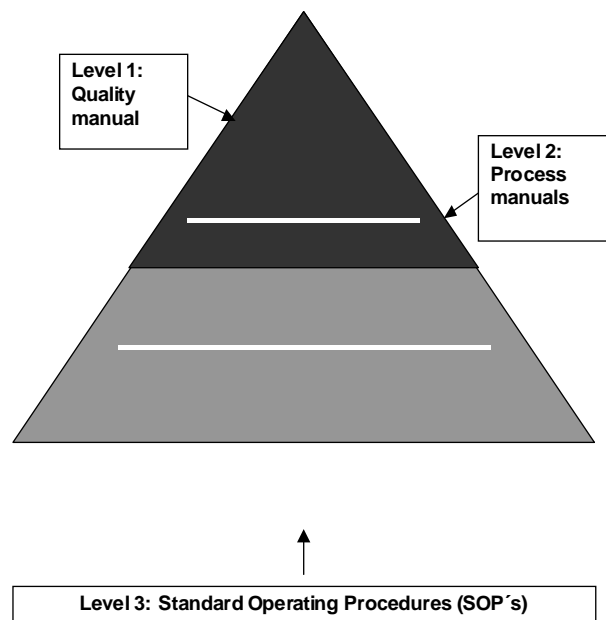 Level 1:
Quality
manual
Level 2:
Process
manuals
Level 3: Standard Operating Procedures (SOP´s)